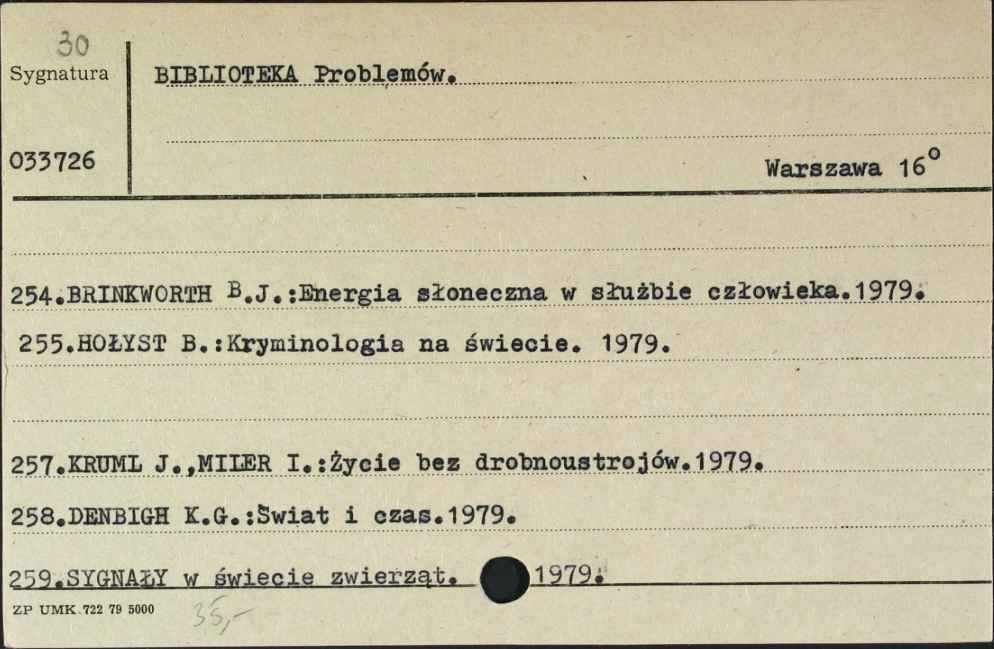 30
Sygnatura
BIBLIOTEKA Problemów.
033726
Warszawa 16°
254.BRINKWORTH B.J.:Energia słoneczna w służbie człowieka.1979.
255.HOŁYST B.:Kryminologia na świecie. 1979.
257.KRUML J.,MILER I.:Życie bez drobnoustrojów.1979.
258.DENBIGH K.G.:Świat i czas.1979.
259.SYGNAŁY w świecie zwierząt. 1979.
ZP UMK 722 79 5000
35,-